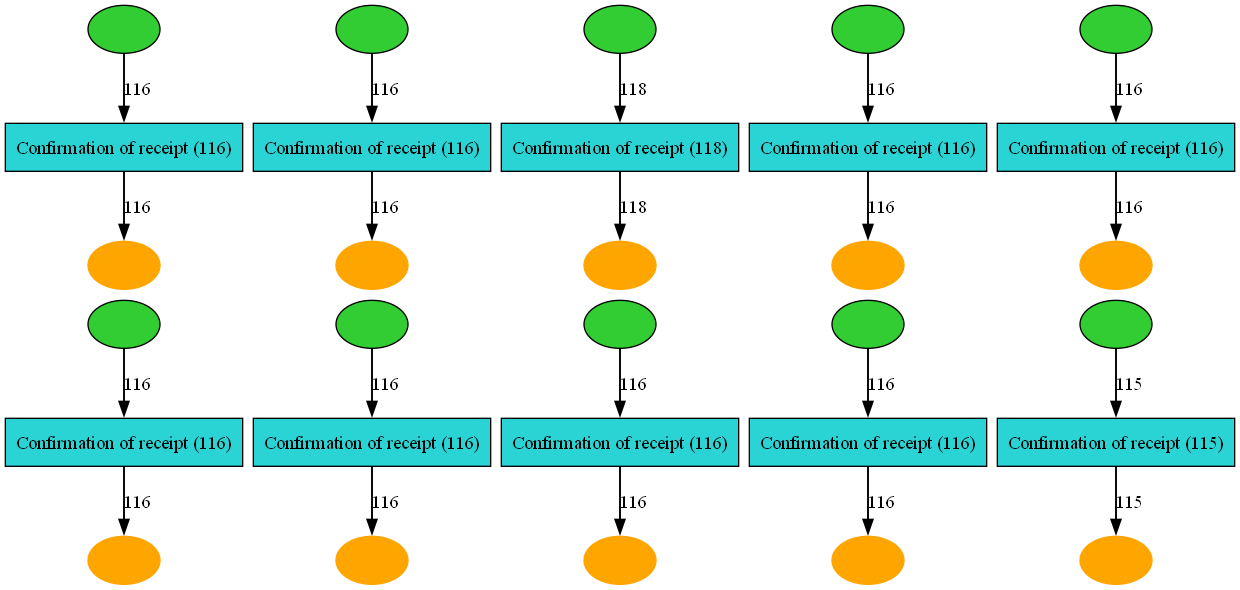 116 116 118 116 116
Confirmation of receipt (116) Confirmation of receipt (116) Confirmation of receipt (118) Confirmation of receipt (116) Confirmation of receipt (116)
116 116 118 116 116
116 116 116 116 115
Confirmation of receipt (116) Confirmation of receipt (116) Confirmation of receipt (116) Confirmation of receipt (116) Confirmation of receipt (115)
116 116 116 116 115